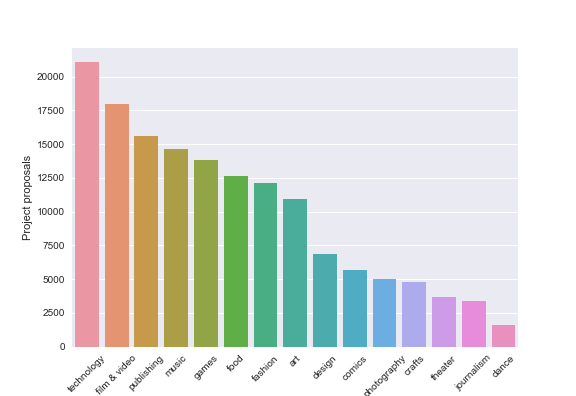 20000
17500
15000
12500
10000
7500
5000
2500
0
Project proposals
technology
film & video
publishing
music
games
food
fashion
art
design
comics
photography
crafts
theater
journalism
dance